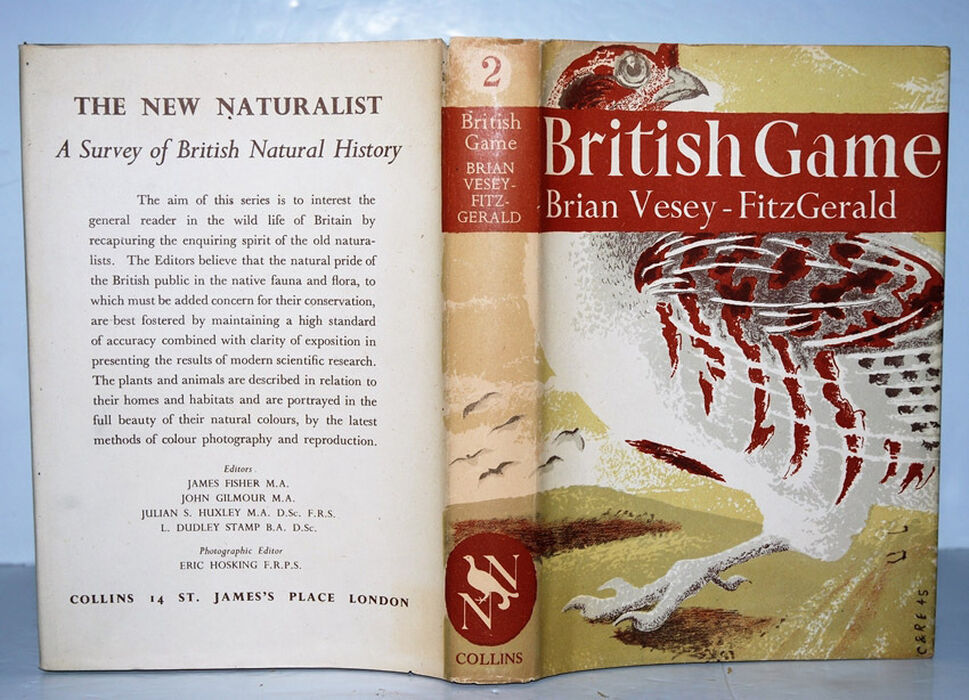 THE NEW NATURALIST
A Survey of British Natural History
The aim of this series is to interest the
general reader in the wild life of Britain by
recapturing the enquiring spirit of the old natura-
lists. The Editors believe that the natural pride of
the British public in the native fauna and flora, to
which must be added concern for their conservation,
are best fostered by maintaining a high standard
of accuracy combined with clarity of exposition in
presenting the results of modern scientific research.
The plants and animals are described in relation to
their homes and habitats and are portrayed in the
full beauty of their natural colours, by the latest
methods of colour photography and reproduction.
Editors
JAMES FISHER M.A.
JOHN GILMOUR M.A.
JULIAN S. HUXLEY M.A. D.Sc. F.R.S.
L. DUDLEY STAMP B.A. D.Sc.
Photographic Editor
ERIC HOSKING F.R.P.S.
COLLINS 14 ST. JAMES'S PLACE LONDON
2
British
Game
BRIAN
VESEY-
FITZ-
GERALD
NN
COLLINS
British Game
Brian Vesey-FitzGerald
C&RE45